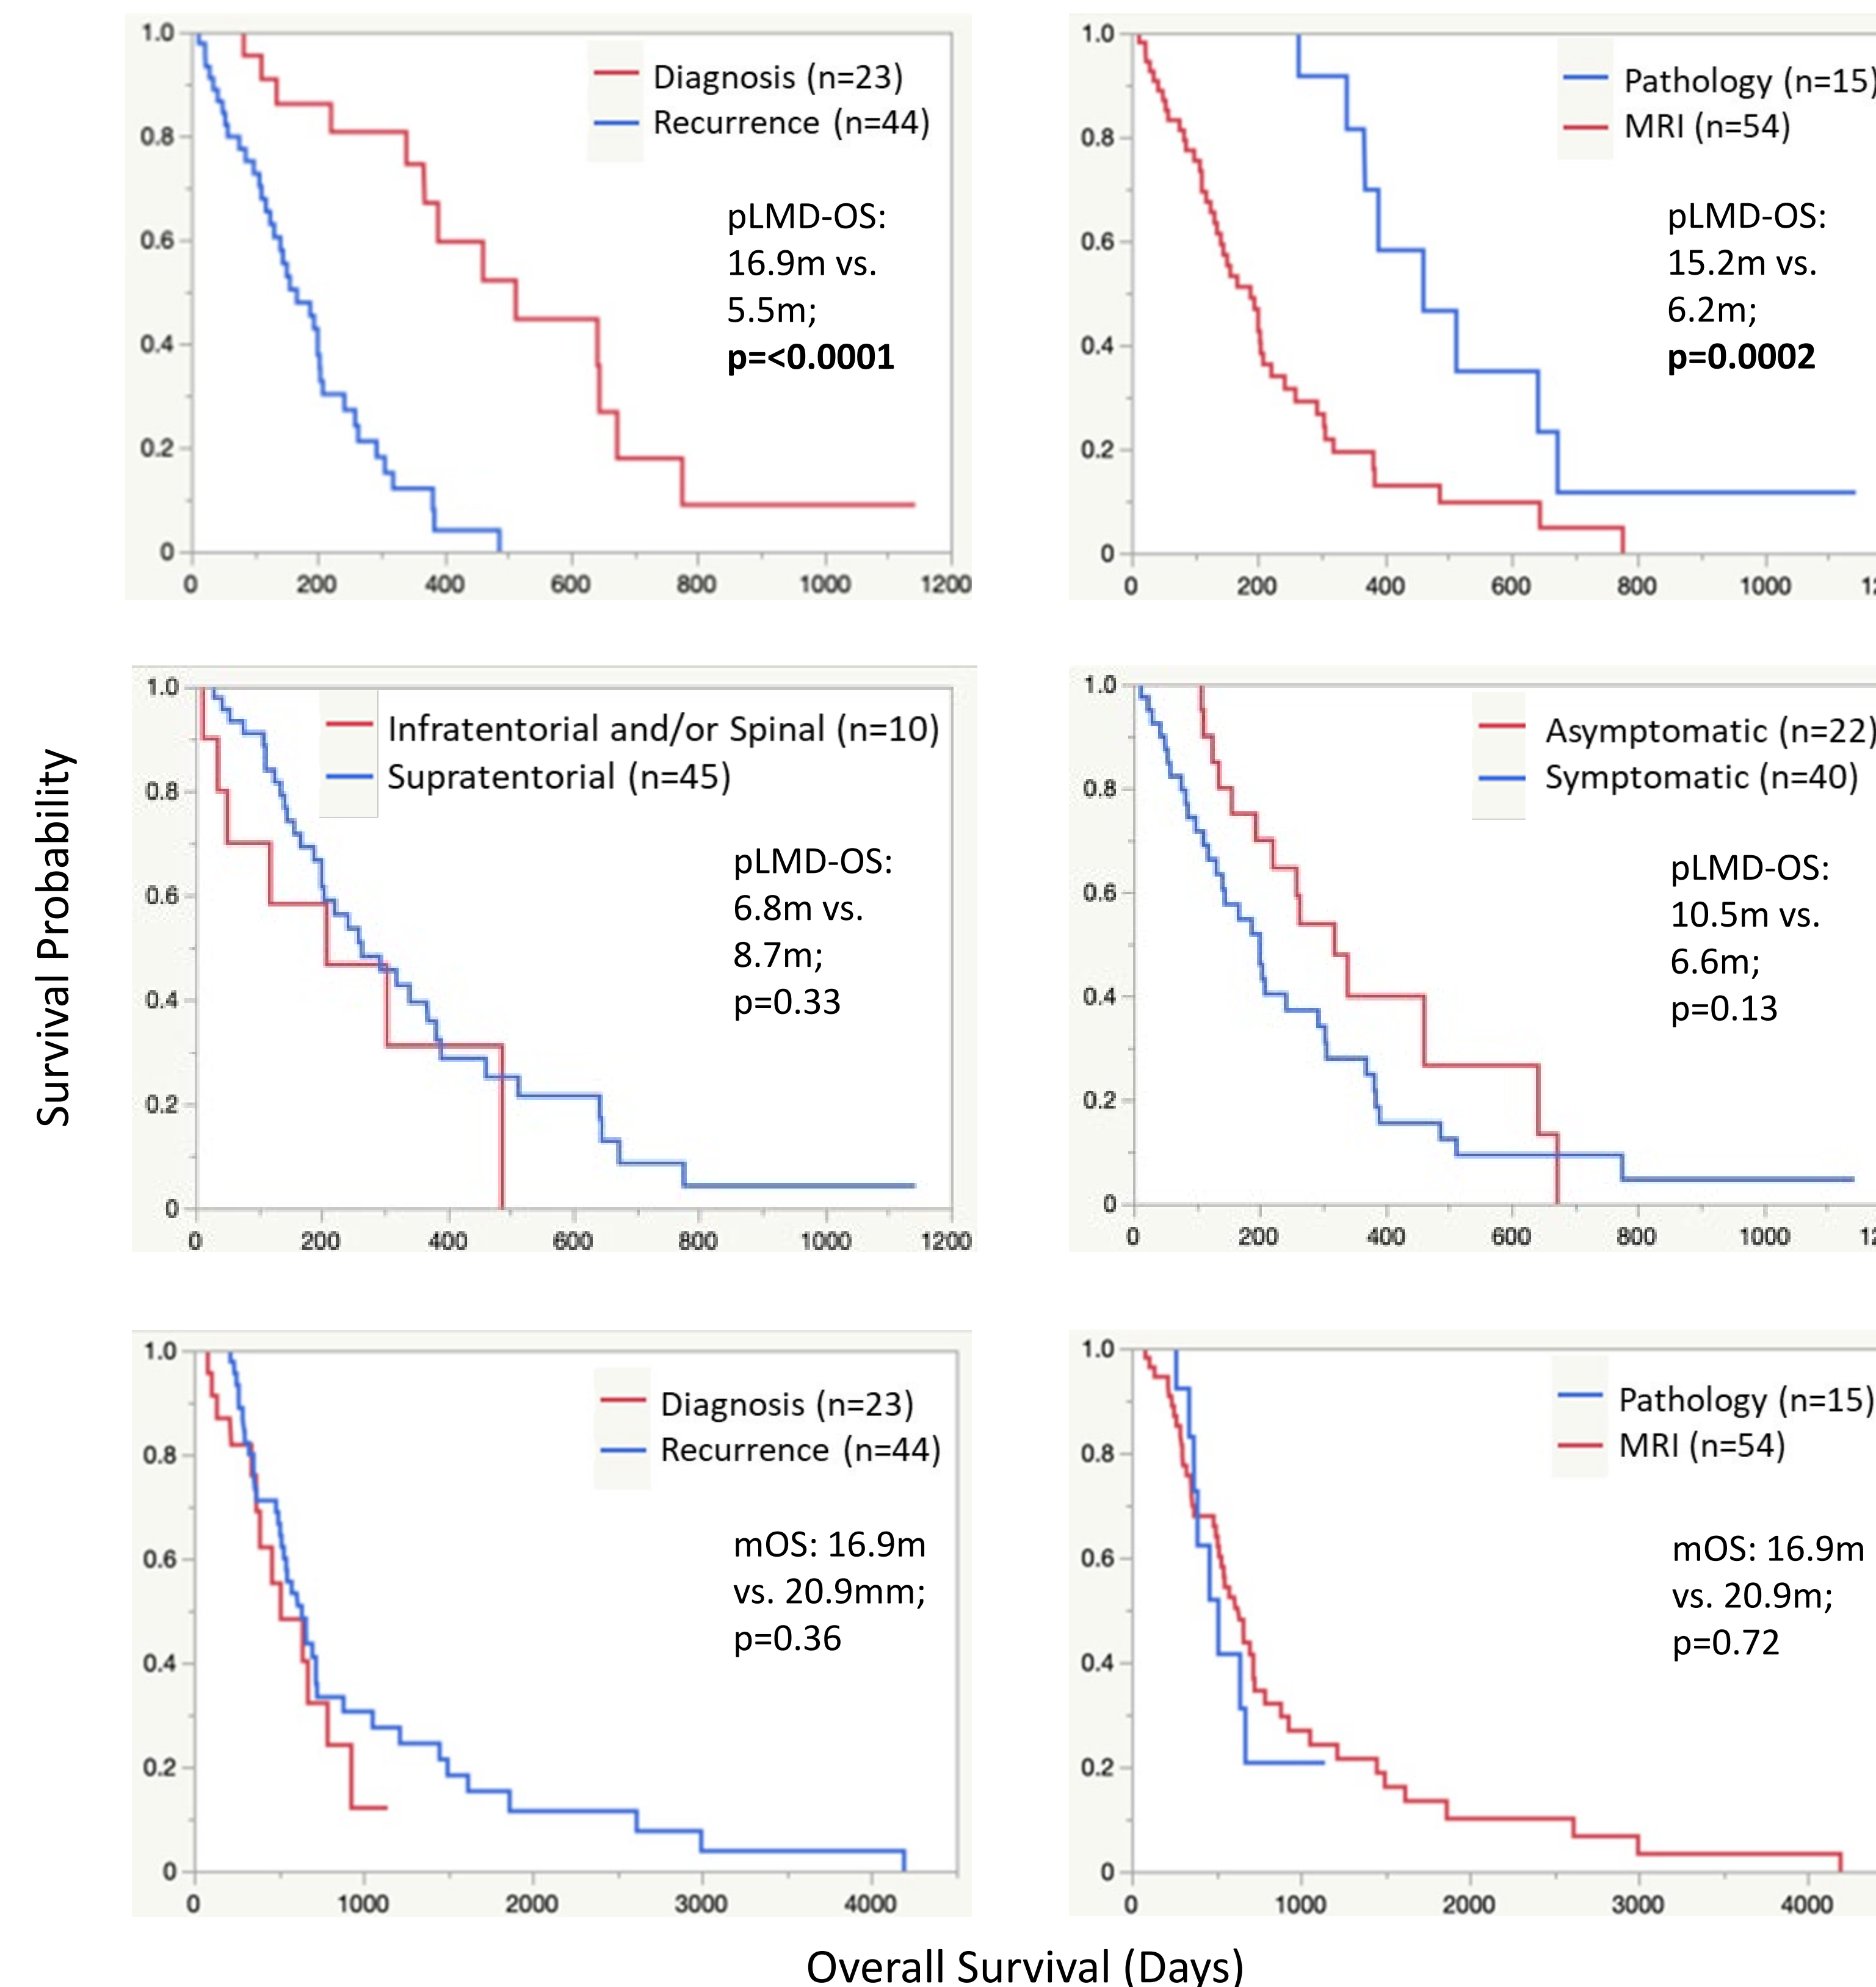 1.0
0.8
0.6
0.4
0.2
0
0 200 400 600 800 1000 1200
Diagnosis (n=23)
Recurrence (n=44)
pLMD-OS:
16.9m vs.
5.5m;
p=<0.0001
1.0
0.8
0.6
0.4
0.2
0
0 200 400 600 800 1000
Pathology (n=15)
MRI (n=54)
pLMD-OS:
15.2m vs.
6.2m;
p=0.0002
Survival Probability
1.0
0.8
0.6
0.4
0.2
0
0 200 400 600 800 1000 1200
Infratentorial and/or Spinal (n=10)
Supratentorial (n=45)
pLMD-OS:
6.8m vs.
8.7m;
p=0.33
1.0
0.8
0.6
0.4
0.2
0
0 200 400 600 800 1000
Asymptomatic (n=22)
Symptomatic (n=40)
pLMD-OS:
10.5m vs.
6.6m;
p=0.13
1.0
0.8
0.6
0.4
0.2
0
0 1000 2000 3000 4000
Diagnosis (n=23)
Recurrence (n=44)
mOS: 16.9m
vs. 20.9mm;
p=0.36
1.0
0.8
0.6
0.4
0.2
0
0 1000 2000 3000 4000
Pathology (n=15)
MRI (n=54)
mOS: 16.9m
vs. 20.9m;
p=0.72
Overall Survival (Days)